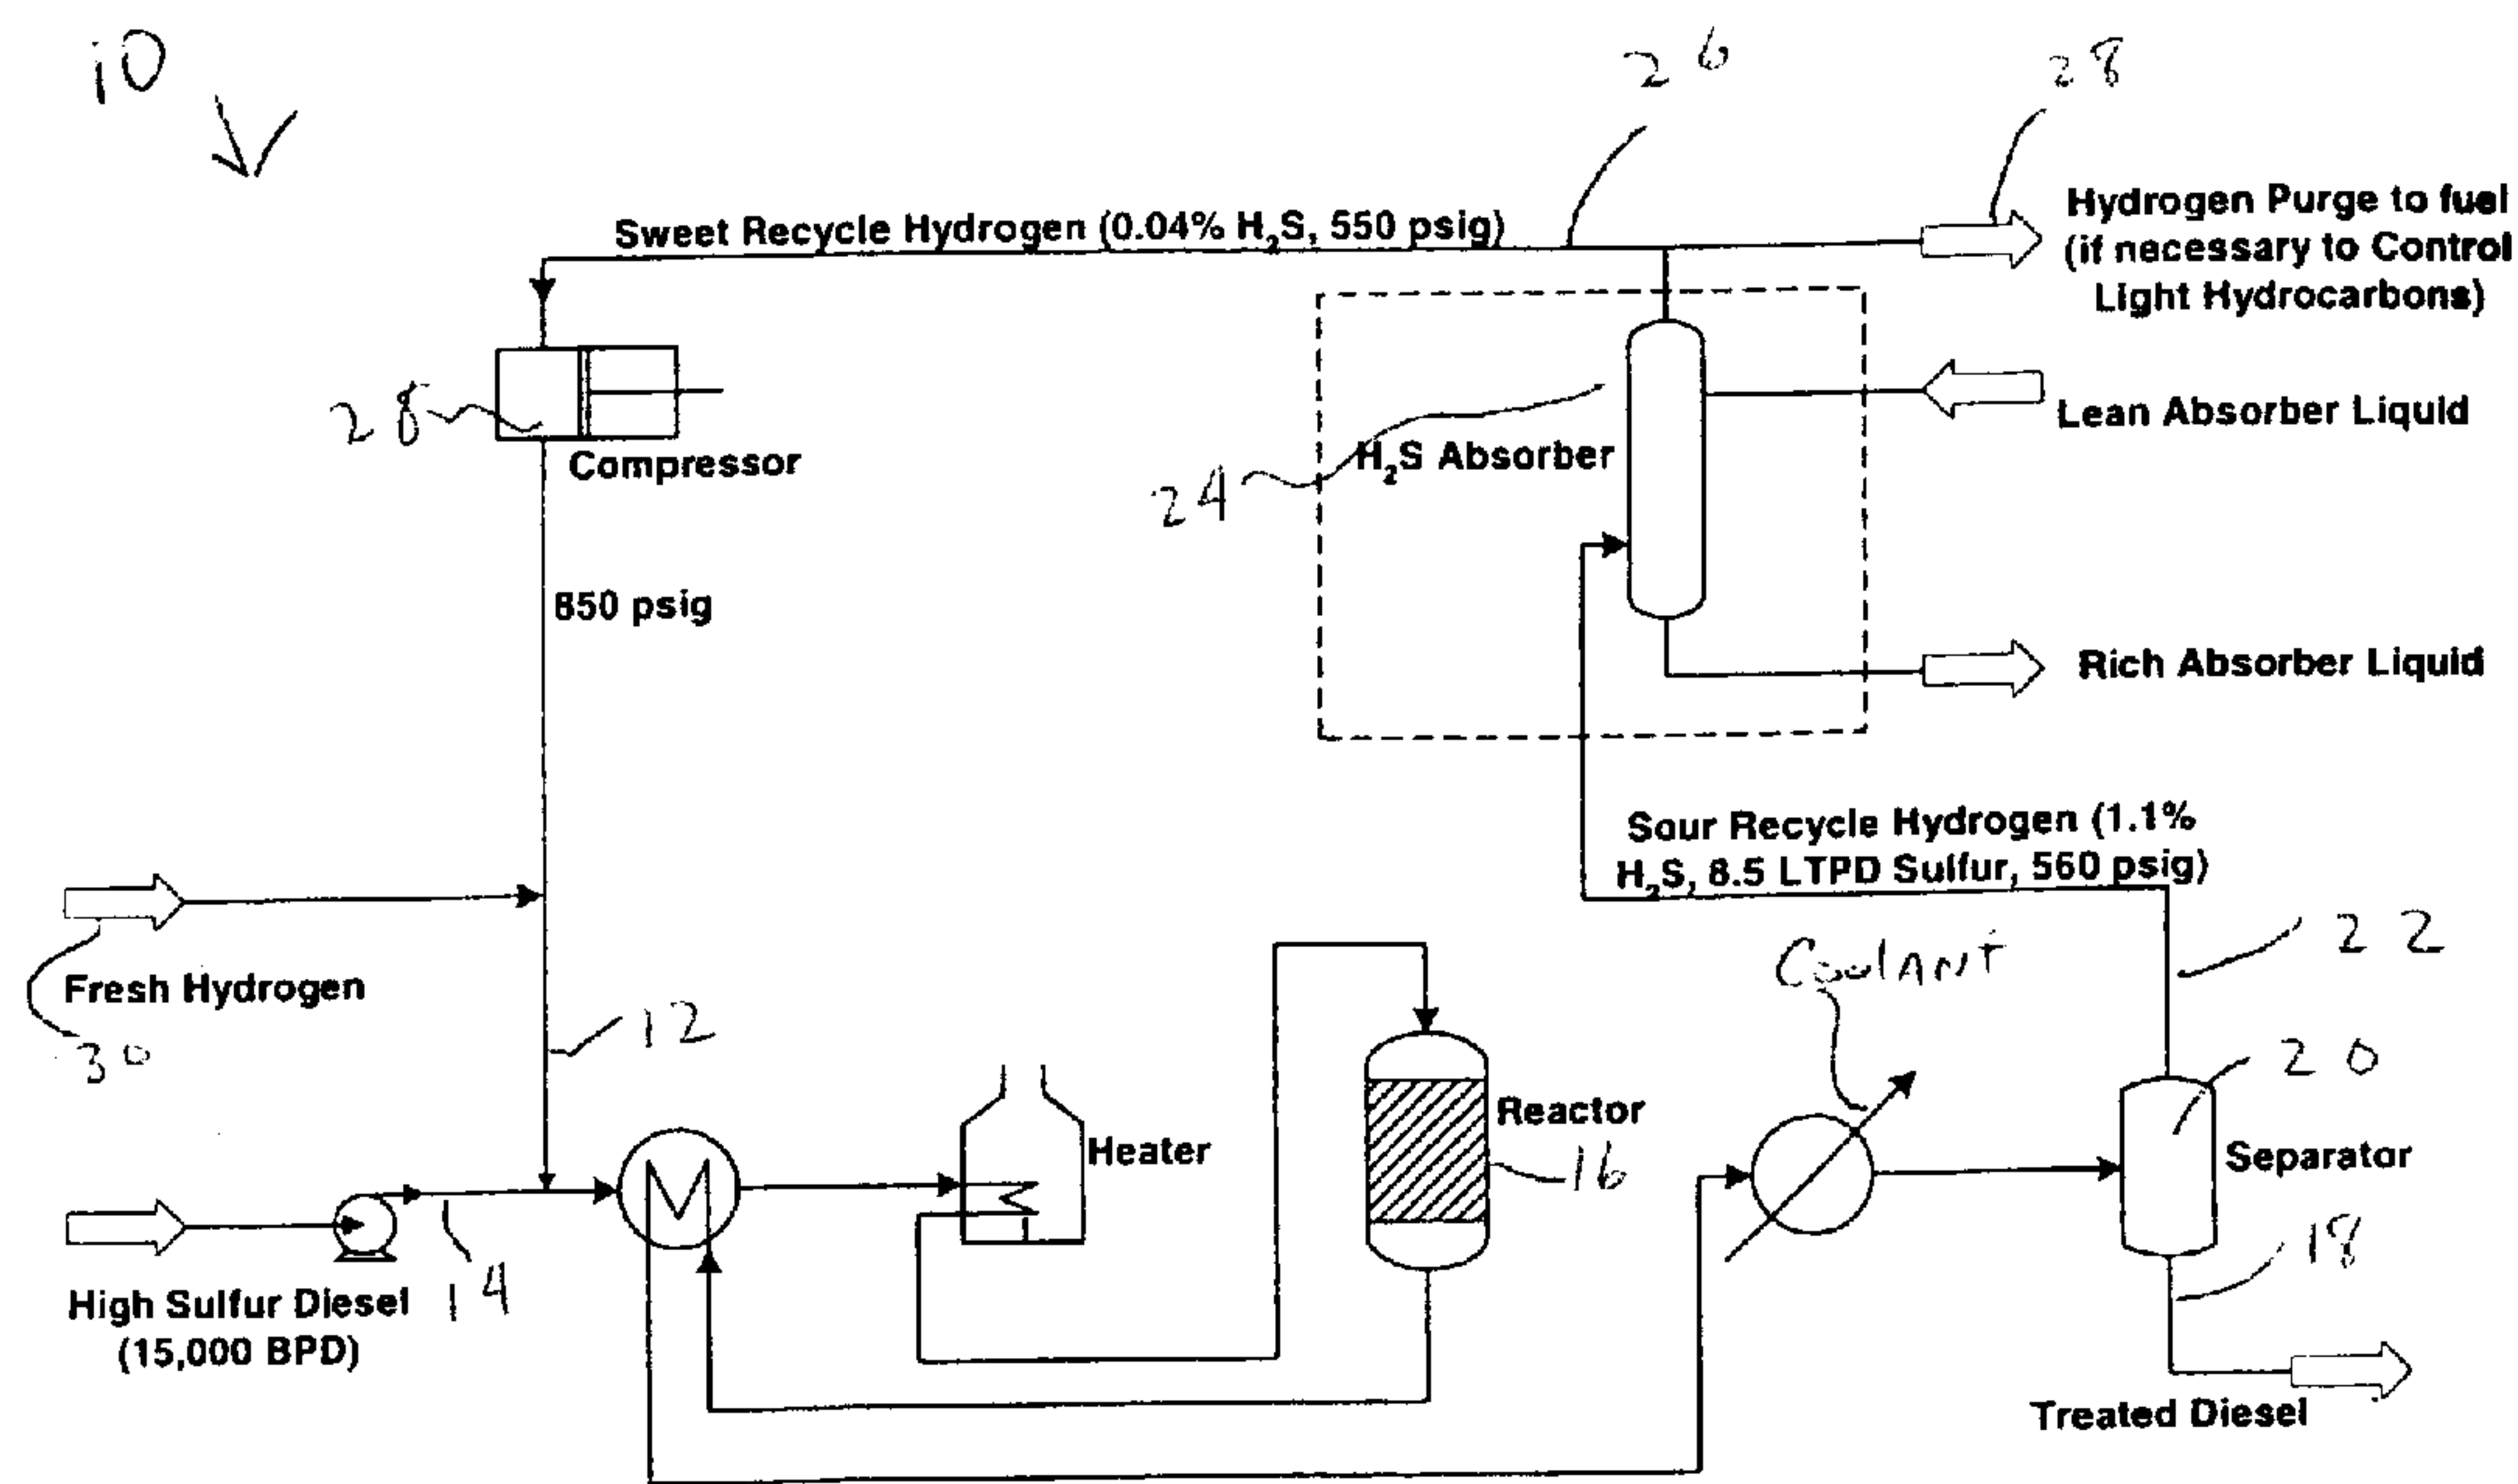 10
26
28
Sweet Recycle Hydrogen (0.04% H₂S, 550 psig)
Hydrogen Purge to fuel
(if necessary to Control
Light Hydrocarbons)
28
Compressor
Lean Absorber Liquid
H₂S Absorber
24
850 psig
Rich Absorber Liquid
Sour Recycle Hydrogen (1.1%
H₂S, 8.5 LTPD Sulfur, 560 psig)
22
Fresh Hydrogen
30
12
Coolant
20
Heater
Reactor
16
Separator
18
High Sulfur Diesel
(15,000 BPD)
14
Treated Diesel